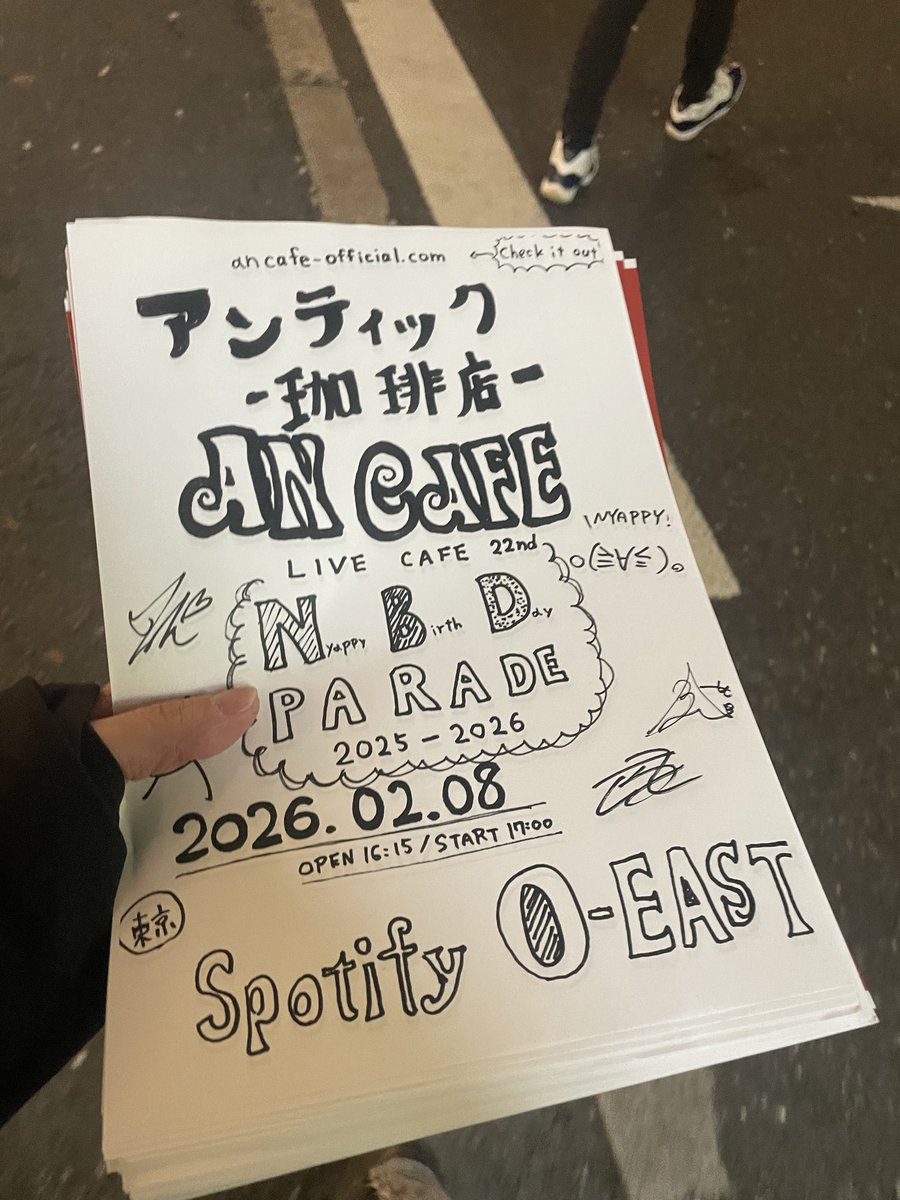 ancafe-official.com ← Check it out
アンティック
-珈琲店-
AN CAFE
\NYAPPY!
LIVE CAFE 22nd
o(≧∀≦)。
Nyappy Birth Day
PARADE
2025-2026
2026.02.08
OPEN 16:15/START 17:00
東京
Spotify O-EAST